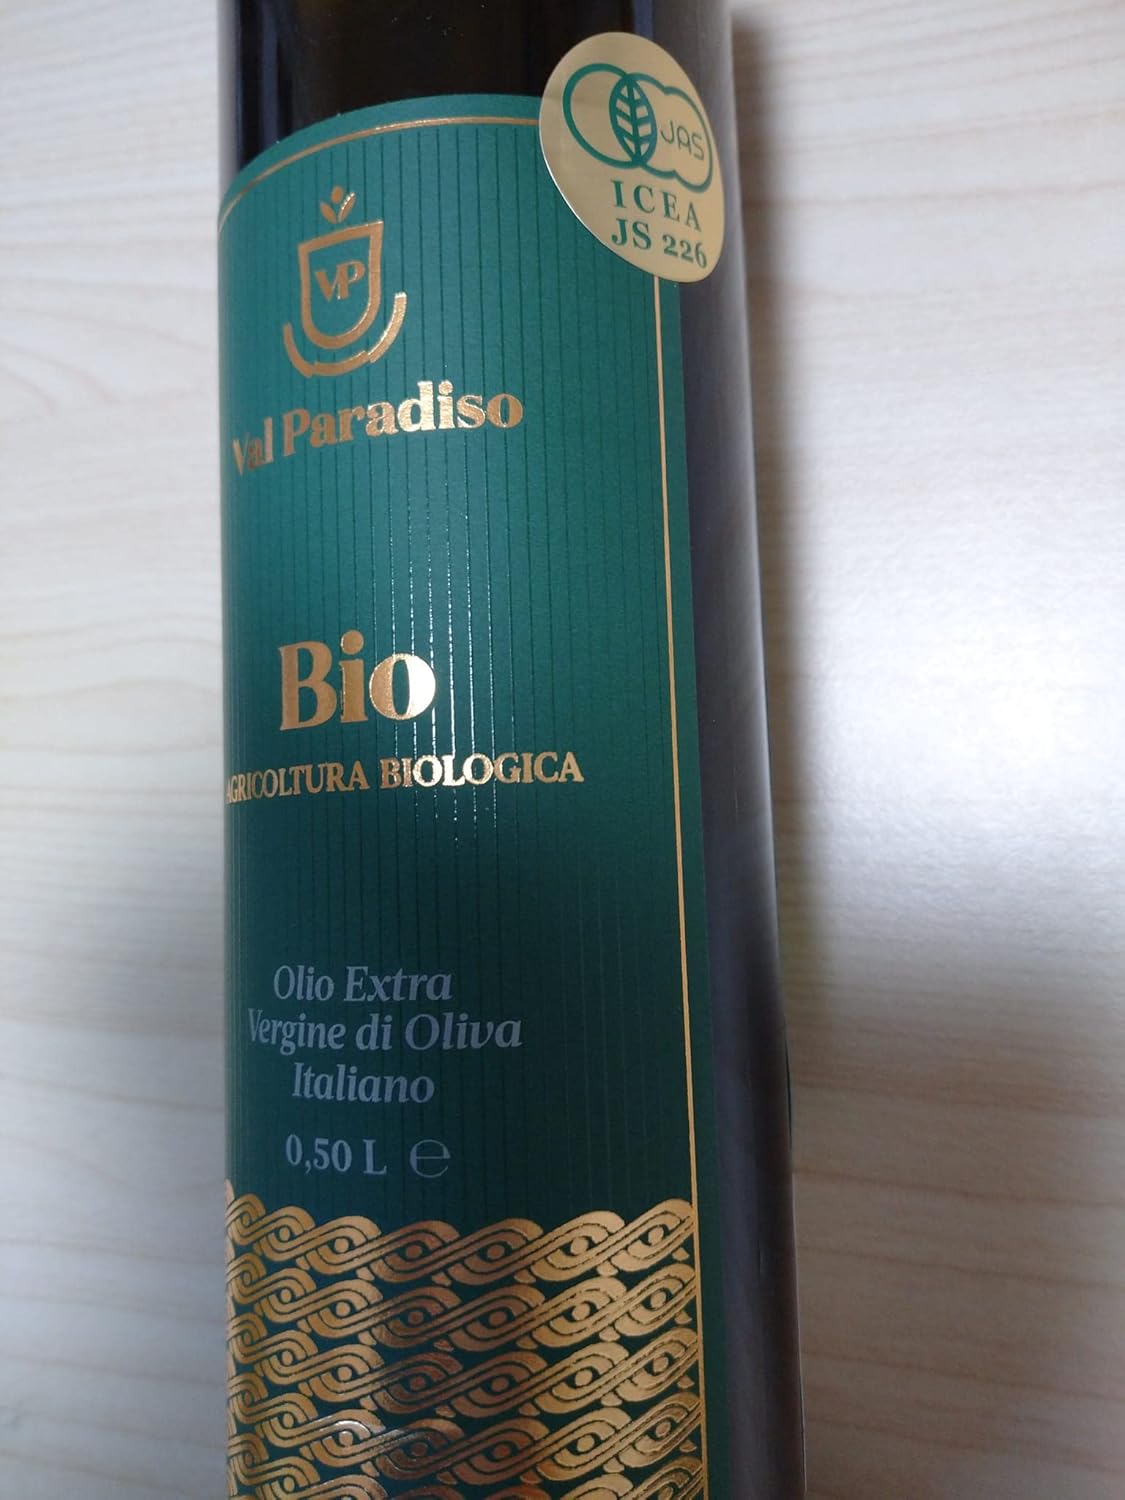 JAS
ICEA
JS 226
VP
Val Paradiso
Bio
AGRICOLTURA BIOLOGICA
Olio Extra
Vergine di Oliva
Italiano
0,50 L ℮